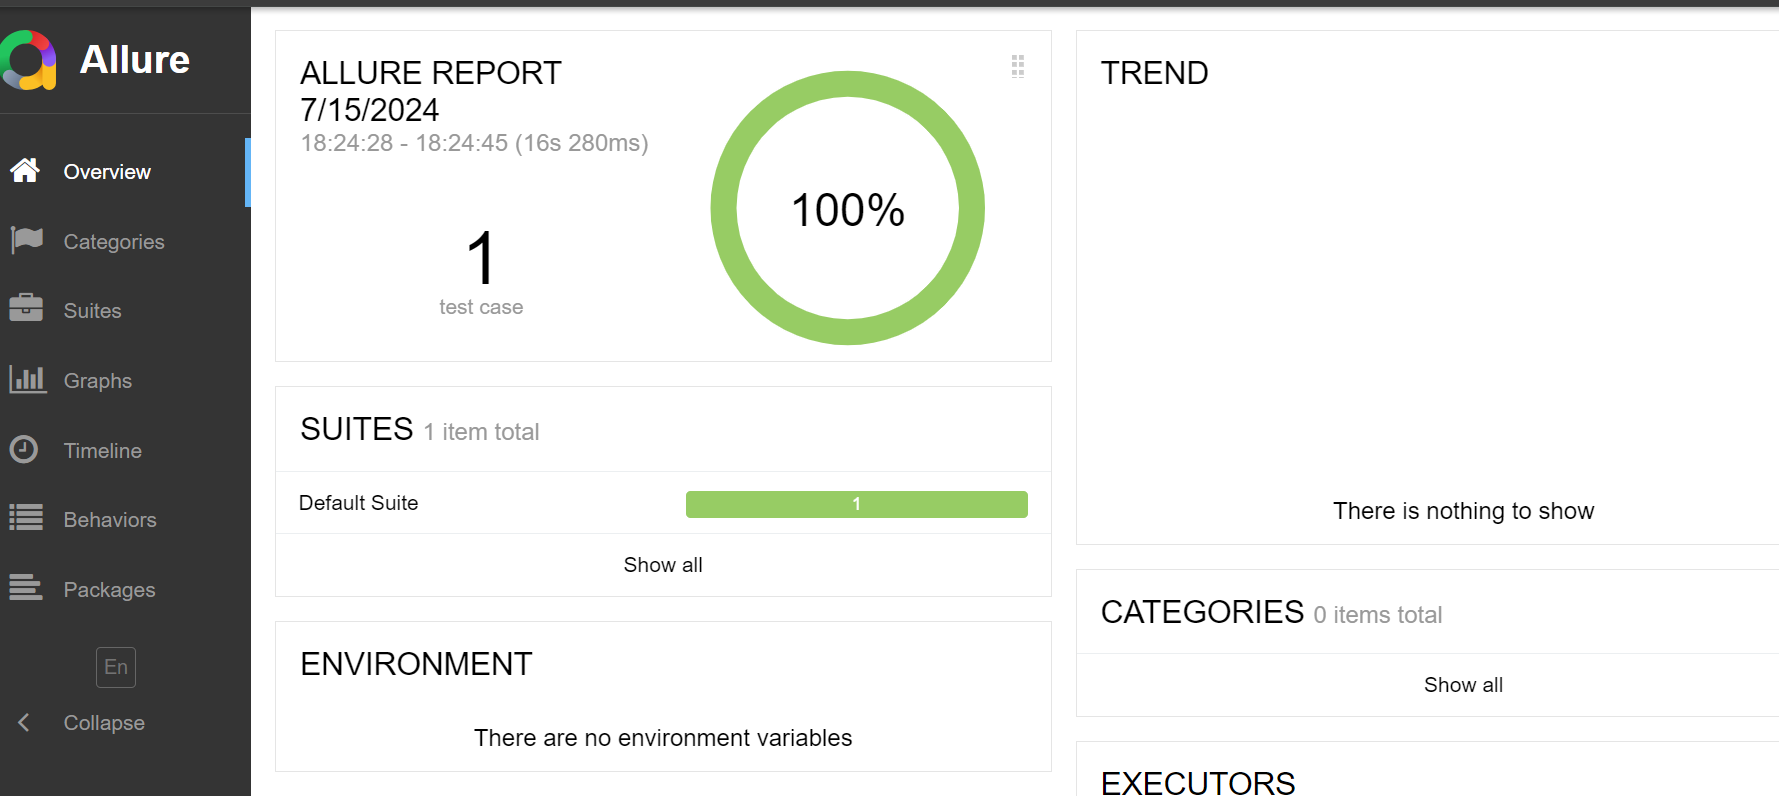 Allure
Overview
Categories
Suites
Graphs
Timeline
Behaviors
Packages
En
Collapse
ALLURE REPORT
7/15/2024
18:24:28 - 18:24:45 (16s 280ms)
1
test case
100%
SUITES 1 item total
Default Suite 1
Show all
ENVIRONMENT
There are no environment variables
TREND
There is nothing to show
CATEGORIES 0 items total
Show all
EXECUTORS